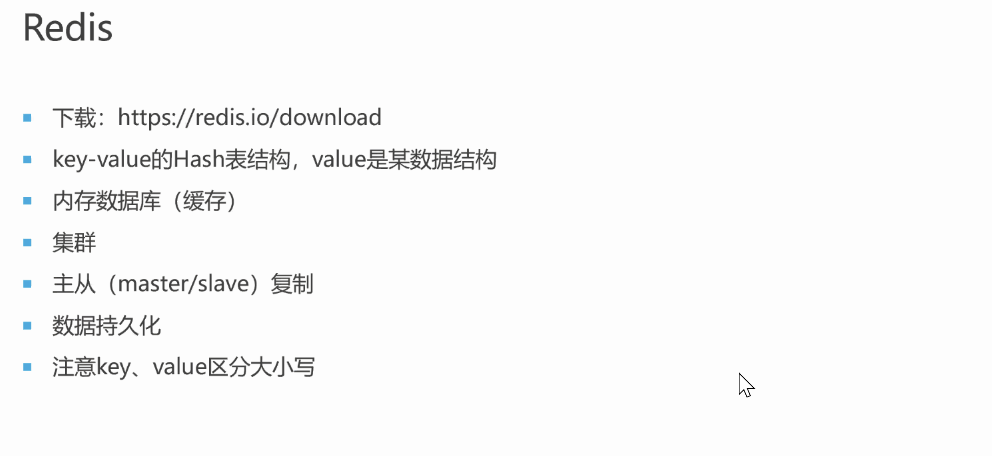 Redis
下载：https://redis.io/download
key-value的Hash表结构，value是某数据结构
内存数据库（缓存）
集群
主从（master/slave）复制
数据持久化
注意key、value区分大小写